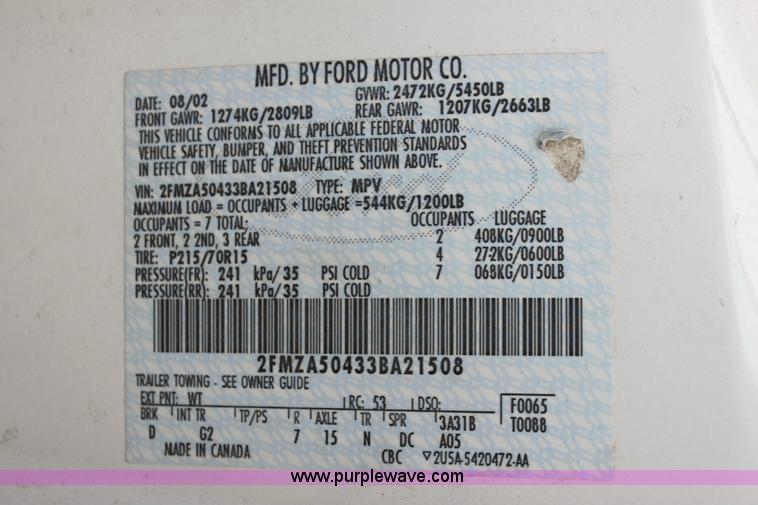 MFD. BY FORD MOTOR CO.
DATE: 08/02 GVWR: 2472KG/5450LB
FRONT GAWR: 1274KG/2809LB REAR GAWR: 1207KG/2663LB
THIS VEHICLE CONFORMS TO ALL APPLICABLE FEDERAL MOTOR
VEHICLE SAFETY, BUMPER, AND THEFT PREVENTION STANDARDS
IN EFFECT ON THE DATE OF MANUFACTURE SHOWN ABOVE.
VIN: 2FMZA50433BA21508 TYPE: MPV
MAXIMUM LOAD = OCCUPANTS + LUGGAGE =544KG/1200LB
OCCUPANTS = 7 TOTAL: OCCUPANTS LUGGAGE
2 FRONT, 2 2ND, 3 REAR 2 408KG/0900LB
TIRE: P215/70R15 4 272KG/0600LB
PRESSURE(FR): 241 kPa/35 PSI COLD 7 068KG/0150LB
PRESSURE(RR): 241 kPa/35 PSI COLD
2FMZA50433BA21508
TRAILER TOWING - SEE OWNER GUIDE
EXT PNT: WT RC: 53 DSO: F0065
BRK INT TR TP/PS R AXLE TR SPR 3A31B T0088
D G2 7 15 N DC A05
MADE IN CANADA CBC ▽2U5A-5420472-AA
www.purplewave.com